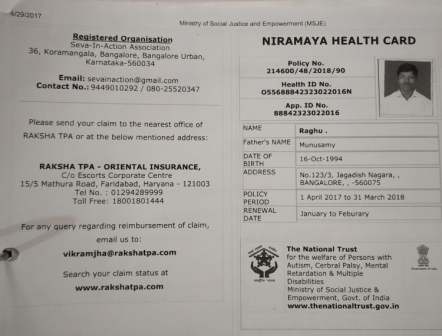 4/29/2017
Ministry of Social Justice and Empowerment (MSJE)
NIRAMAYA HEALTH CARD
Policy No.
214600/48/2018/90
Health ID No.
App. ID No.
NAME
Raghu .
Father's NAME
Munusamy
DATE OF
BIRTH
16-Oct-1994
ADDRESS
No.123/3, Jagadish Nagara, ,
BANGALORE, , -560075
POLICY
PERIOD
1 April 2017 to 31 March 2018
RENEWAL
DATE
January to Feburary
The National Trust
for the welfare of Persons with
Autism, Cerebral Palsy, Mental
Retardation & Multiple
Disabilities
Ministry of Social Justice &
Empowerment, Govt. of India
www.thenationaltrust.gov.in
Registered Organisation
Seva-In-Action Association
36, Koramangala, Bangalore, Bangalore Urban,
Karnataka-560034
Email: sevainaction@gmail.com
Contact No.: 9449010292 / 080-25520347
Please send your claim to the nearest office of
RAKSHA TPA or at the below mentioned address:
RAKSHA TPA – ORIENTAL INSURANCE,
C/o Escorts Corporate Centre
15/5 Mathura Road, Faridabad, Haryana - 121003
Tel No. : 01294289999
Toll Free: 18001801444
For any query regarding reimbursement of claim,
email us to:
vikramjha@rakshatpa.com
Search your claim status at
www.rakshatpa.com